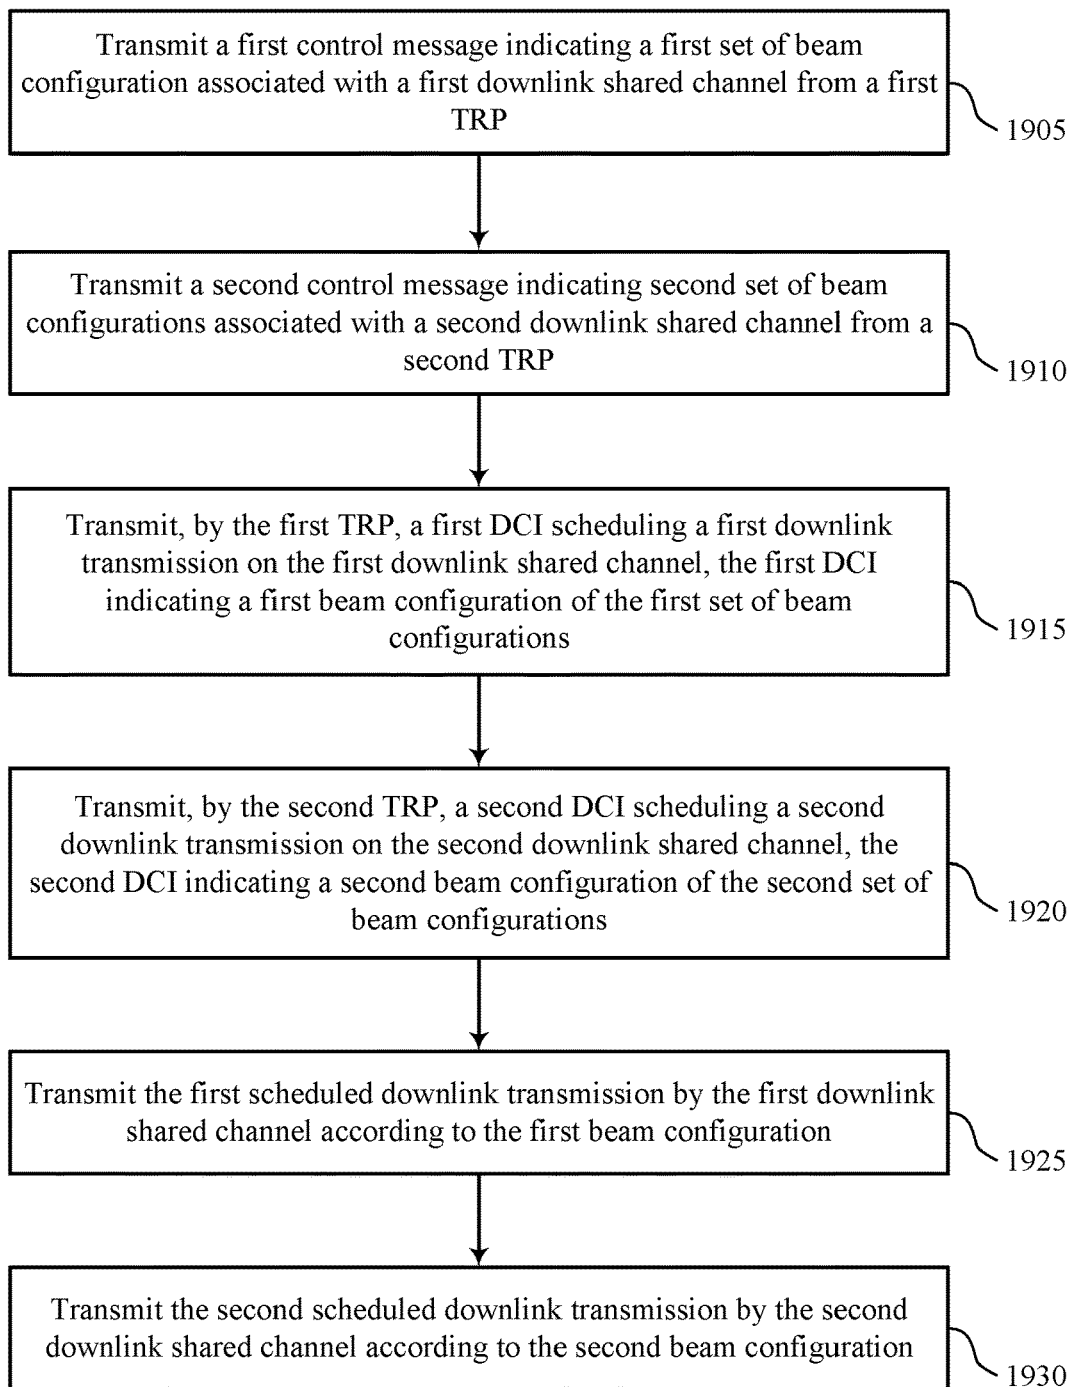 Transmit a first control message indicating a first set of beam
configuration associated with a first downlink shared channel from a first
TRP
1905
Transmit a second control message indicating second set of beam
configurations associated with a second downlink shared channel from a
second TRP
1910
Transmit, by the first TRP, a first DCI scheduling a first downlink
transmission on the first downlink shared channel, the first DCI
indicating a first beam configuration of the first set of beam
configurations
1915
Transmit, by the second TRP, a second DCI scheduling a second
downlink transmission on the second downlink shared channel, the
second DCI indicating a second beam configuration of the second set of
beam configurations
1920
Transmit the first scheduled downlink transmission by the first downlink
shared channel according to the first beam configuration
1925
Transmit the second scheduled downlink transmission by the second
downlink shared channel according to the second beam configuration
1930